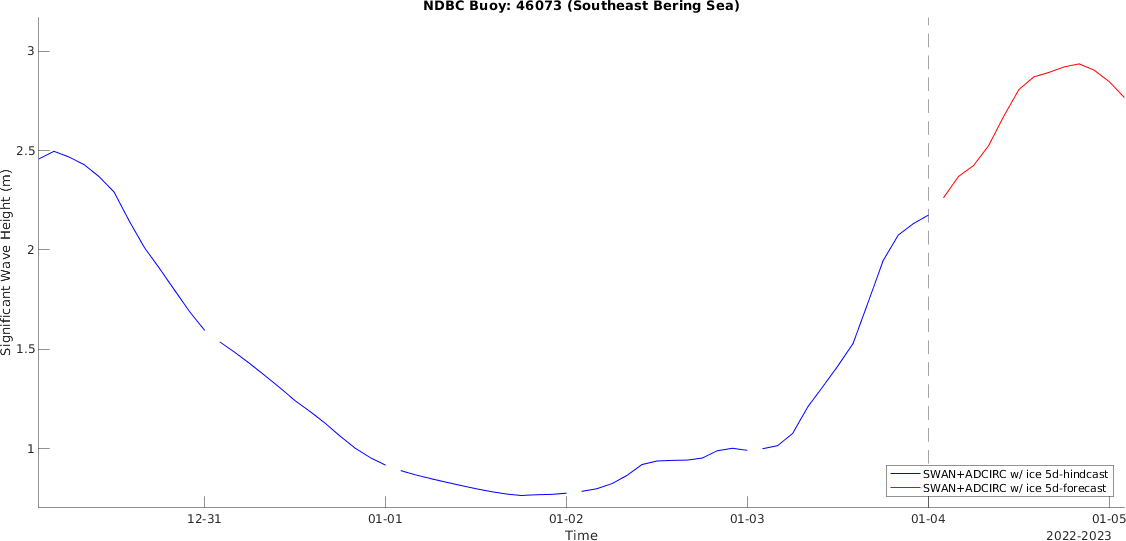 NDBC Buoy: 46073 (Southeast Bering Sea)
3
2.5
2
1.5
1
Significant Wave Height (m)
SWAN+ADCIRC w/ ice 5d-hindcast
SWAN+ADCIRC w/ ice 5d-forecast
12-31
01-01
01-02
01-03
01-04
01-05
Time
2022-2023